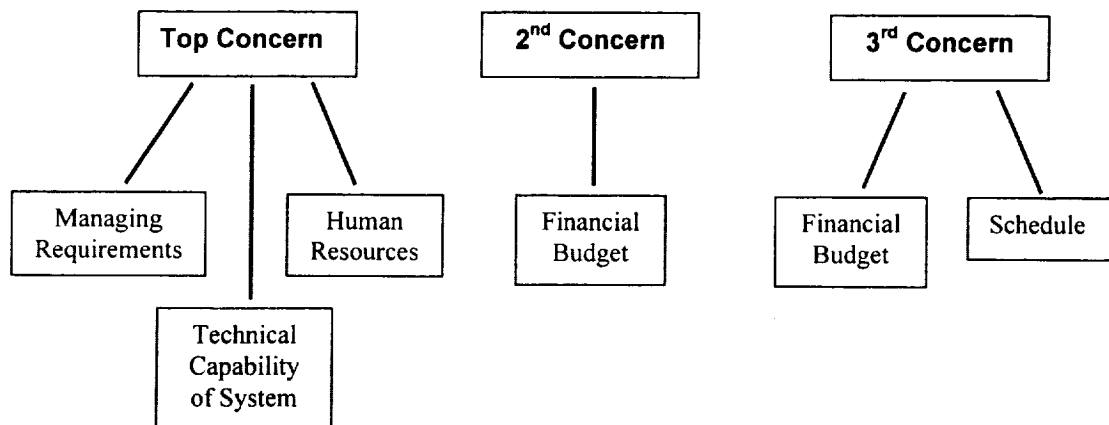 Top Concern
2nd Concern
3rd Concern
Managing
Requirements
Human
Resources
Technical
Capability
of System
Financial
Budget
Financial
Budget
Schedule